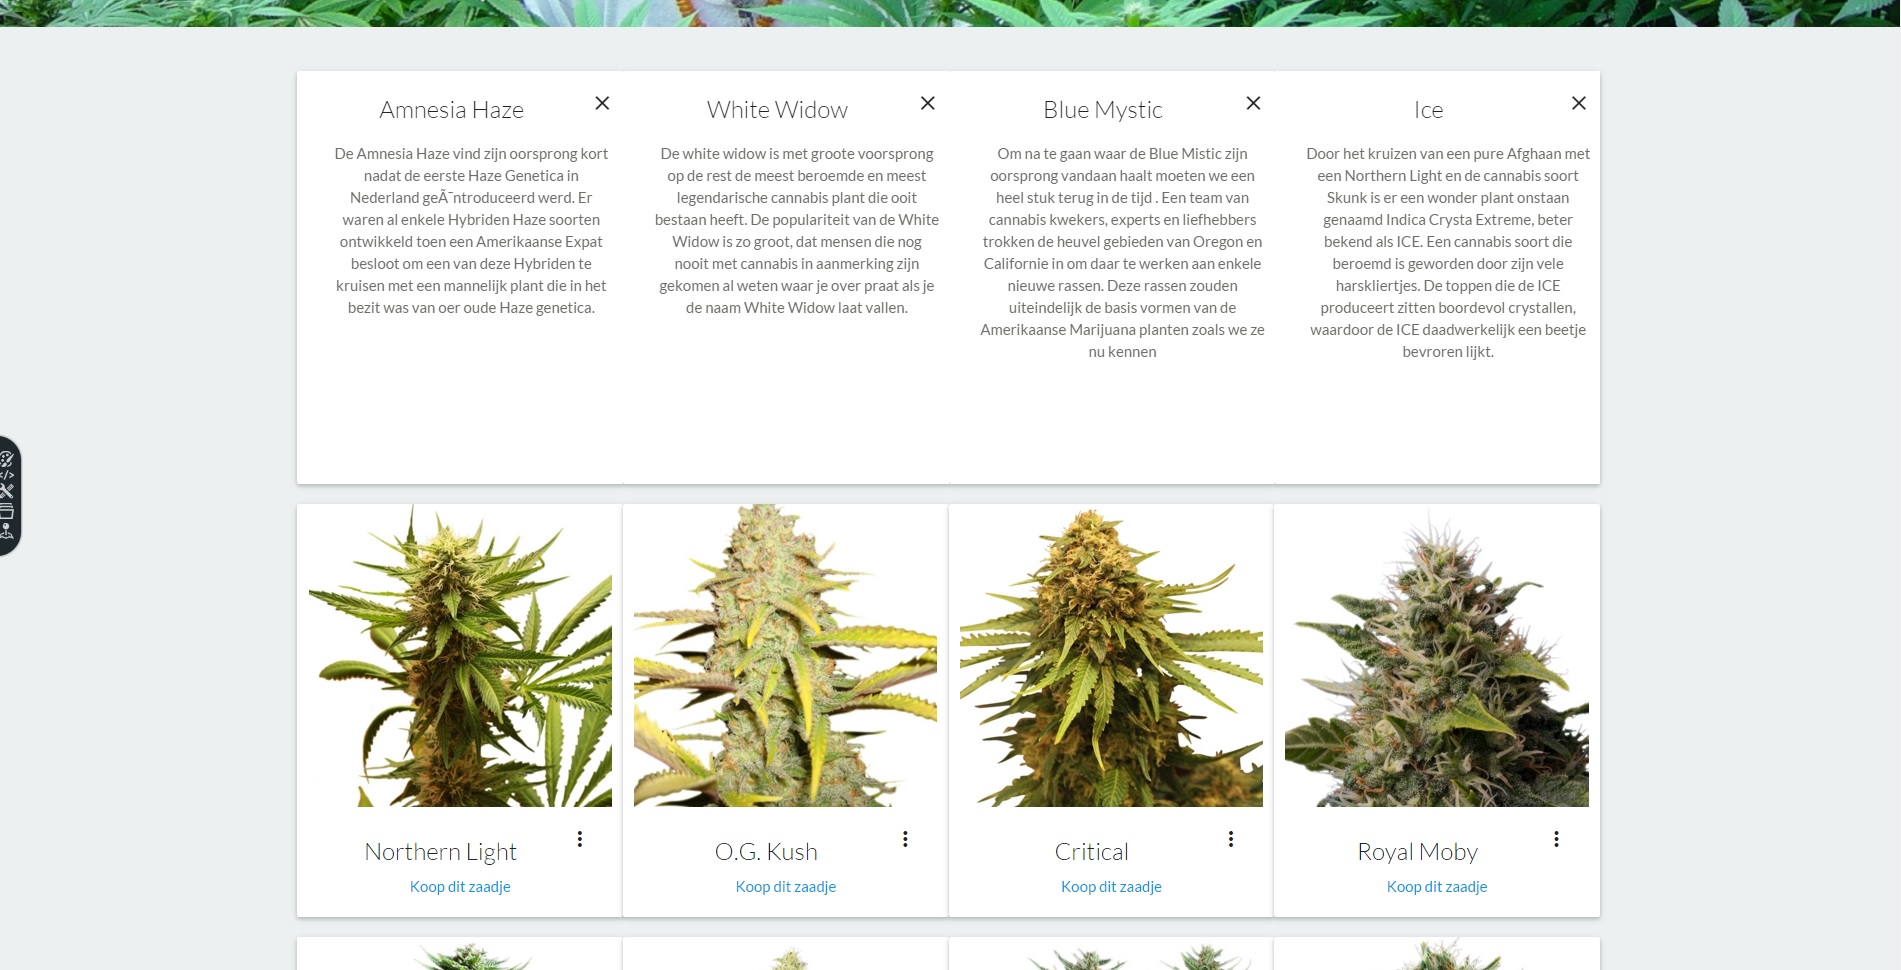 Amnesia Haze
De Amnesia Haze vind zijn oorsprong kort
nadat de eerste Haze Genetica in
Nederland geÃ¯ntroduceerd werd. Er
waren al enkele Hybriden Haze soorten
ontwikkeld toen een Amerikaanse Expat
besloot om een van deze Hybriden te
kruisen met een mannelijk plant die in het
bezit was van oer oude Haze genetica.
White Widow
De white widow is met groote voorsprong
op de rest de meest beroemde en meest
legendarische cannabis plant die ooit
bestaan heeft. De populariteit van de White
Widow is zo groot, dat mensen die nog
nooit met cannabis in aanmerking zijn
gekomen al weten waar je over praat als je
de naam White Widow laat vallen.
Blue Mystic
Om na te gaan waar de Blue Mistic zijn
oorsprong vandaan haalt moeten we een
heel stuk terug in de tijd . Een team van
cannabis kwekers, experts en liefhebbers
trokken de heuvel gebieden van Oregon en
Californie in om daar te werken aan enkele
nieuwe rassen. Deze rassen zouden
uiteindelijk de basis vormen van de
Amerikaanse Marijuana planten zoals we ze
nu kennen
Ice
Door het kruizen van een pure Afghaan met
een Northern Light en de cannabis soort
Skunk is er een wonder plant onstaan
genaamd Indica Crysta Extreme, beter
bekend als ICE. Een cannabis soort die
beroemd is geworden door zijn vele
harskliertjes. De toppen die de ICE
produceert zitten boordevol crystallen,
waardoor de ICE daadwerkelijk een beetje
bevroren lijkt.
Northern Light
Koop dit zaadje
O.G. Kush
Koop dit zaadje
Critical
Koop dit zaadje
Royal Moby
Koop dit zaadje